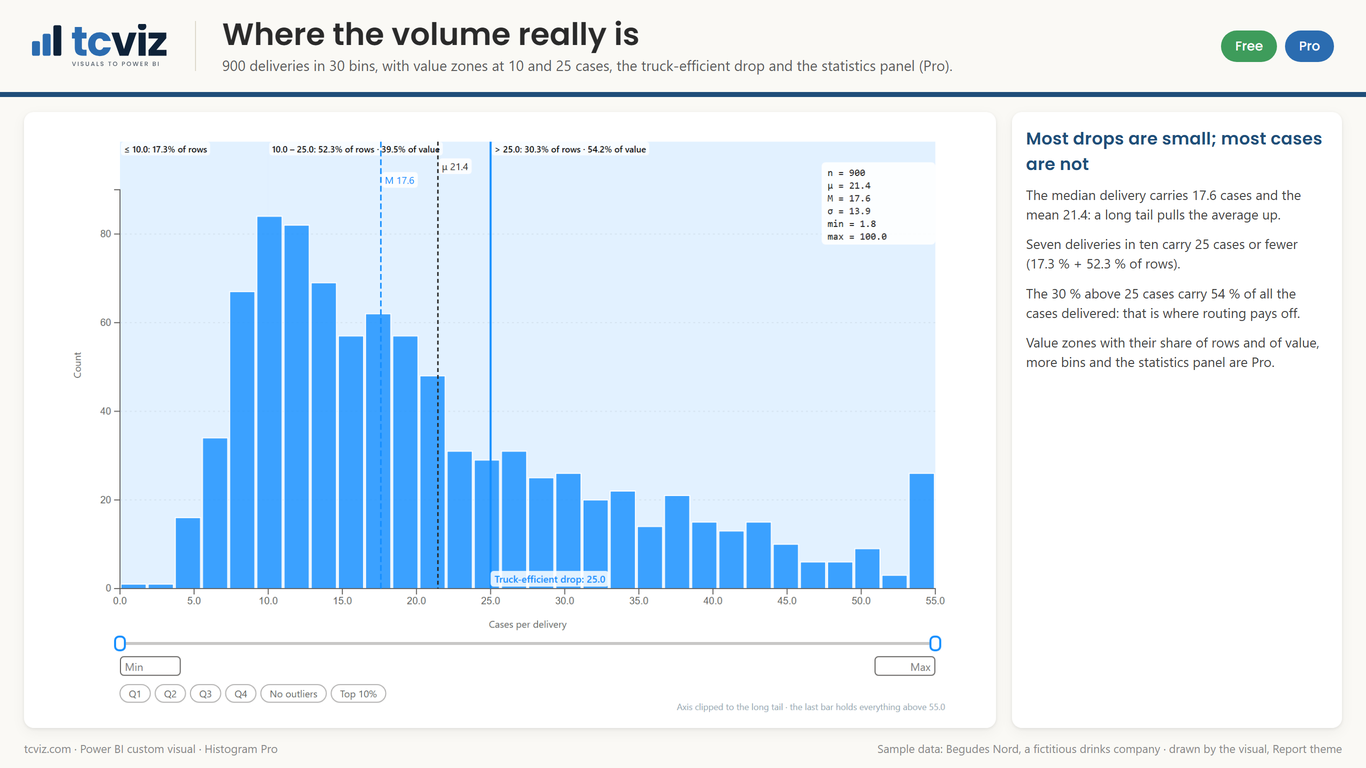 tcviz
VISUALS TO POWER BI
Where the volume really is
900 deliveries in 30 bins, with value zones at 10 and 25 cases, the truck-efficient drop and the statistics panel (Pro).
Free
Pro
≤ 10.0: 17.3% of rows
10.0 – 25.0: 52.3% of rows · 39.5% of value
> 25.0: 30.3% of rows · 54.2% of value
μ 21.4
M 17.6
n = 900
μ = 21.4
M = 17.6
σ = 13.9
min = 1.8
max = 100.0
80
60
40
20
0
Count
Truck-efficient drop: 25.0
0.0 5.0 10.0 15.0 20.0 25.0 30.0 35.0 40.0 45.0 50.0 55.0
Cases per delivery
Min
Max
Q1 Q2 Q3 Q4 No outliers Top 10%
Axis clipped to the long tail · the last bar holds everything above 55.0
Most drops are small; most cases
are not
The median delivery carries 17.6 cases and the
mean 21.4: a long tail pulls the average up.
Seven deliveries in ten carry 25 cases or fewer
(17.3 % + 52.3 % of rows).
The 30 % above 25 cases carry 54 % of all the
cases delivered: that is where routing pays off.
Value zones with their share of rows and of value,
more bins and the statistics panel are Pro.
tcviz.com · Power BI custom visual · Histogram Pro
Sample data: Begudes Nord, a fictitious drinks company · drawn by the visual, Report theme